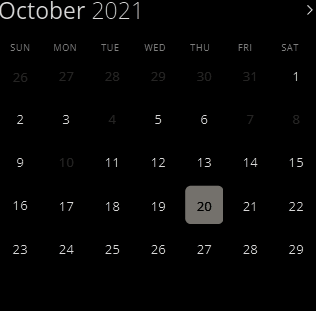 October 2021
SUN MON TUE WED THU FRI SAT
26 27 28 29 30 31 1
2 3 4 5 6 7 8
9 10 11 12 13 14 15
16 17 18 19 20 21 22
23 24 25 26 27 28 29